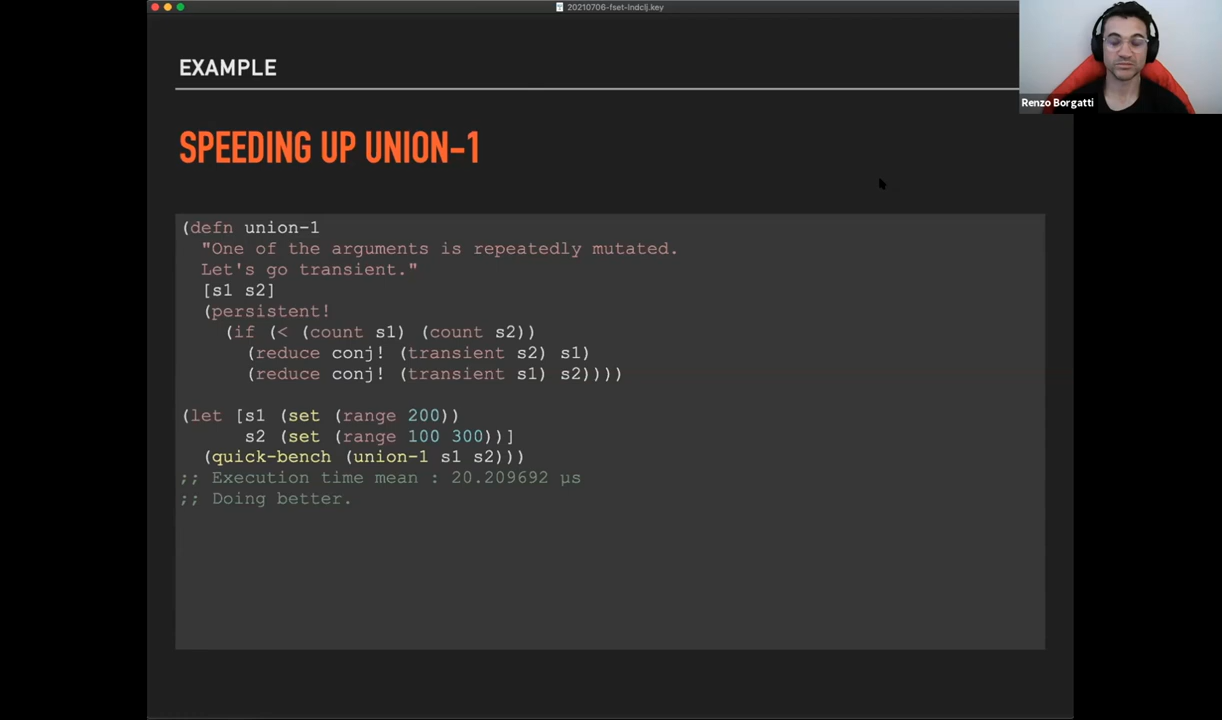 20210706-fset-lndclj.key
Renzo Borgatti
EXAMPLE
SPEEDING UP UNION-1
(defn union-1
"One of the arguments is repeatedly mutated.
Let's go transient."
[s1 s2]
(persistent!
(if (< (count s1) (count s2))
(reduce conj! (transient s2) s1)
(reduce conj! (transient s1) s2))))
(let [s1 (set (range 200))
s2 (set (range 100 300))]
(quick-bench (union-1 s1 s2)))
;; Execution time mean : 20.209692 µs
;; Doing better.